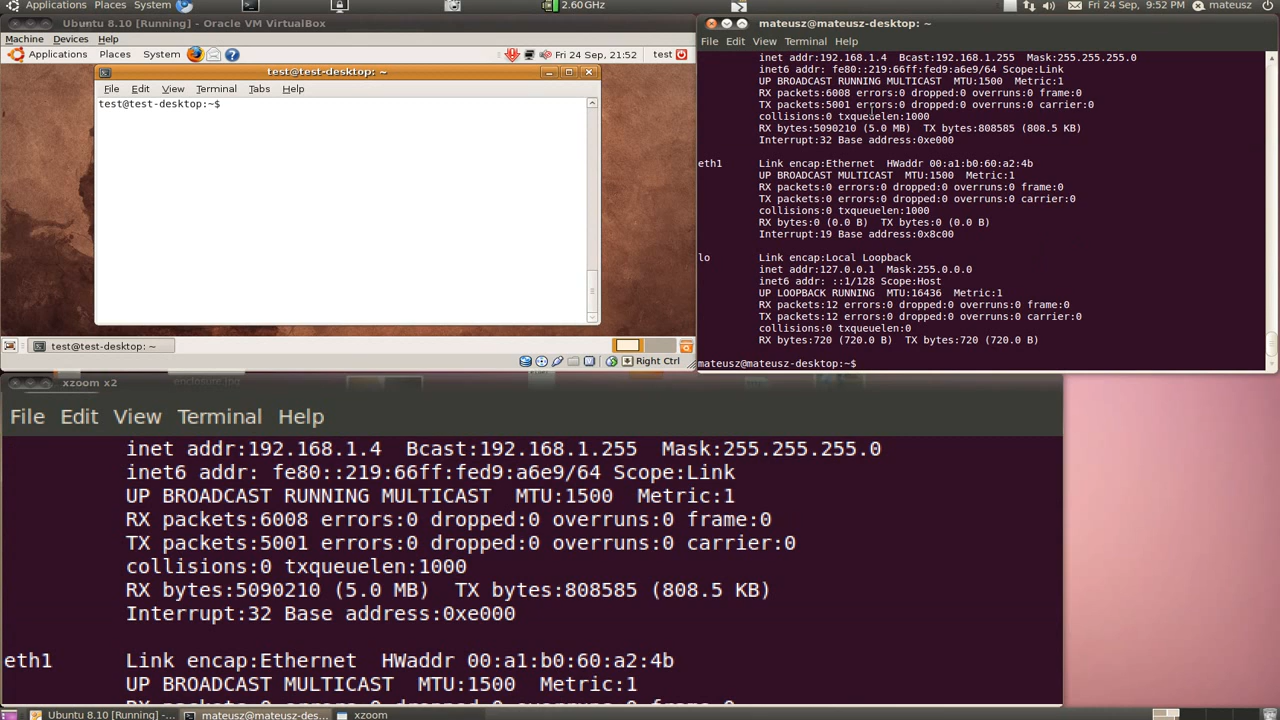 Applications Places System 2.60GHz Fri 24 Sep, 9:52 PM mateusz
Ubuntu 8.10 [Running] - Oracle VM VirtualBox
Machine Devices Help
Applications Places System Fri 24 Sep, 21:52 test
test@test-desktop: ~
File Edit View Terminal Tabs Help
test@test-desktop:~$
test@test-desktop: ~
Right Ctrl
mateusz@mateusz-desktop: ~
File Edit View Terminal Help
inet addr:192.168.1.4 Bcast:192.168.1.255 Mask:255.255.255.0
inet6 addr: fe80::219:66ff:fed9:a6e9/64 Scope:Link
UP BROADCAST RUNNING MULTICAST MTU:1500 Metric:1
RX packets:6008 errors:0 dropped:0 overruns:0 frame:0
TX packets:5001 errors:0 dropped:0 overruns:0 carrier:0
collisions:0 txqueuelen:1000
RX bytes:5090210 (5.0 MB) TX bytes:808585 (808.5 KB)
Interrupt:32 Base address:0xe000
eth1 Link encap:Ethernet HWaddr 00:a1:b0:60:a2:4b
UP BROADCAST MULTICAST MTU:1500 Metric:1
RX packets:0 errors:0 dropped:0 overruns:0 frame:0
TX packets:0 errors:0 dropped:0 overruns:0 carrier:0
collisions:0 txqueuelen:1000
RX bytes:0 (0.0 B) TX bytes:0 (0.0 B)
Interrupt:19 Base address:0x8c00
lo Link encap:Local Loopback
inet addr:127.0.0.1 Mask:255.0.0.0
inet6 addr: ::1/128 Scope:Host
UP LOOPBACK RUNNING MTU:16436 Metric:1
RX packets:12 errors:0 dropped:0 overruns:0 frame:0
TX packets:12 errors:0 dropped:0 overruns:0 carrier:0
collisions:0 txqueuelen:0
RX bytes:720 (720.0 B) TX bytes:720 (720.0 B)
mateusz@mateusz-desktop:~$
xzoom x2
File Edit View Terminal Help
inet addr:192.168.1.4 Bcast:192.168.1.255 Mask:255.255.255.0
inet6 addr: fe80::219:66ff:fed9:a6e9/64 Scope:Link
UP BROADCAST RUNNING MULTICAST MTU:1500 Metric:1
RX packets:6008 errors:0 dropped:0 overruns:0 frame:0
TX packets:5001 errors:0 dropped:0 overruns:0 carrier:0
collisions:0 txqueuelen:1000
RX bytes:5090210 (5.0 MB) TX bytes:808585 (808.5 KB)
Interrupt:32 Base address:0xe000
eth1 Link encap:Ethernet HWaddr 00:a1:b0:60:a2:4b
UP BROADCAST MULTICAST MTU:1500 Metric:1
Ubuntu 8.10 [Running] -... mateusz@mateusz-des... xzoom